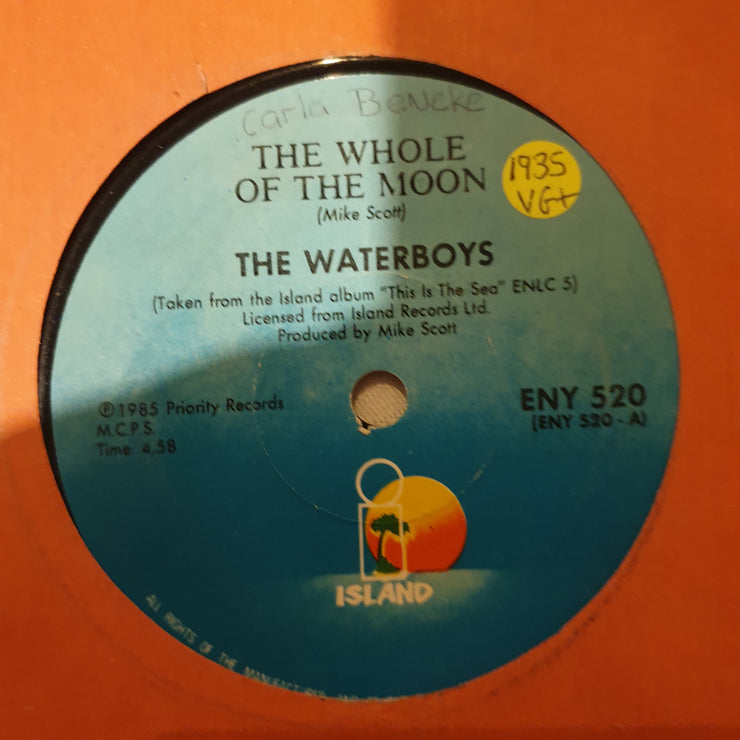 Carla Beneke
THE WHOLE
OF THE MOON
(Mike Scott)
1935
VG+
THE WATERBOYS
(Taken from the Island album "This Is The Sea" ENLC 5)
Licensed from Island Records Ltd.
Produced by Mike Scott
℗1985 Priority Records
M.C.P.S.
Time: 4.58
ENY 520
(ENY 520 - A)
ISLAND
ALL RIGHTS OF THE MANUFACTURER AND